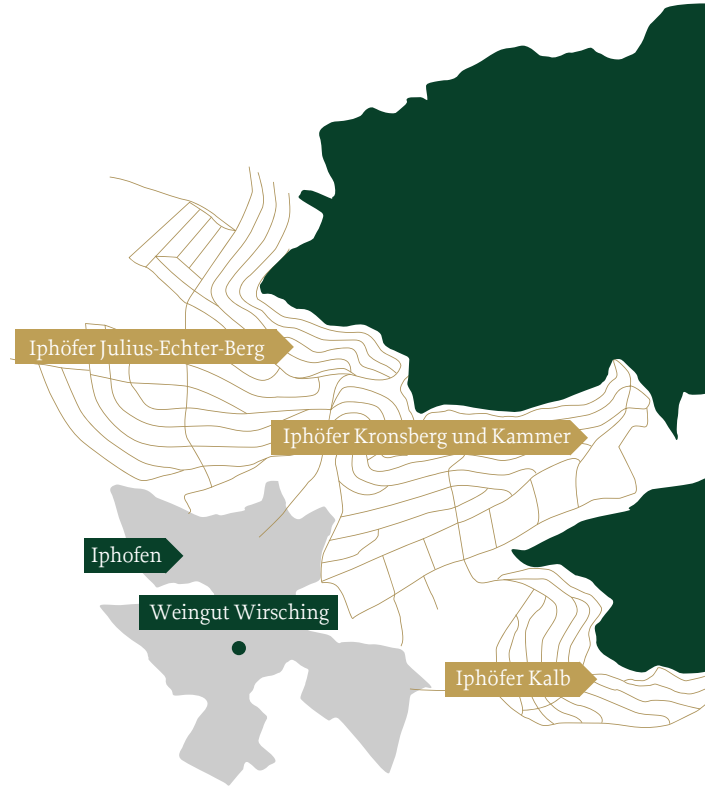 Iphöfer Julius-Echter-Berg
Iphöfer Kronsberg und Kammer
Iphofen
Weingut Wirsching
Iphöfer Kalb